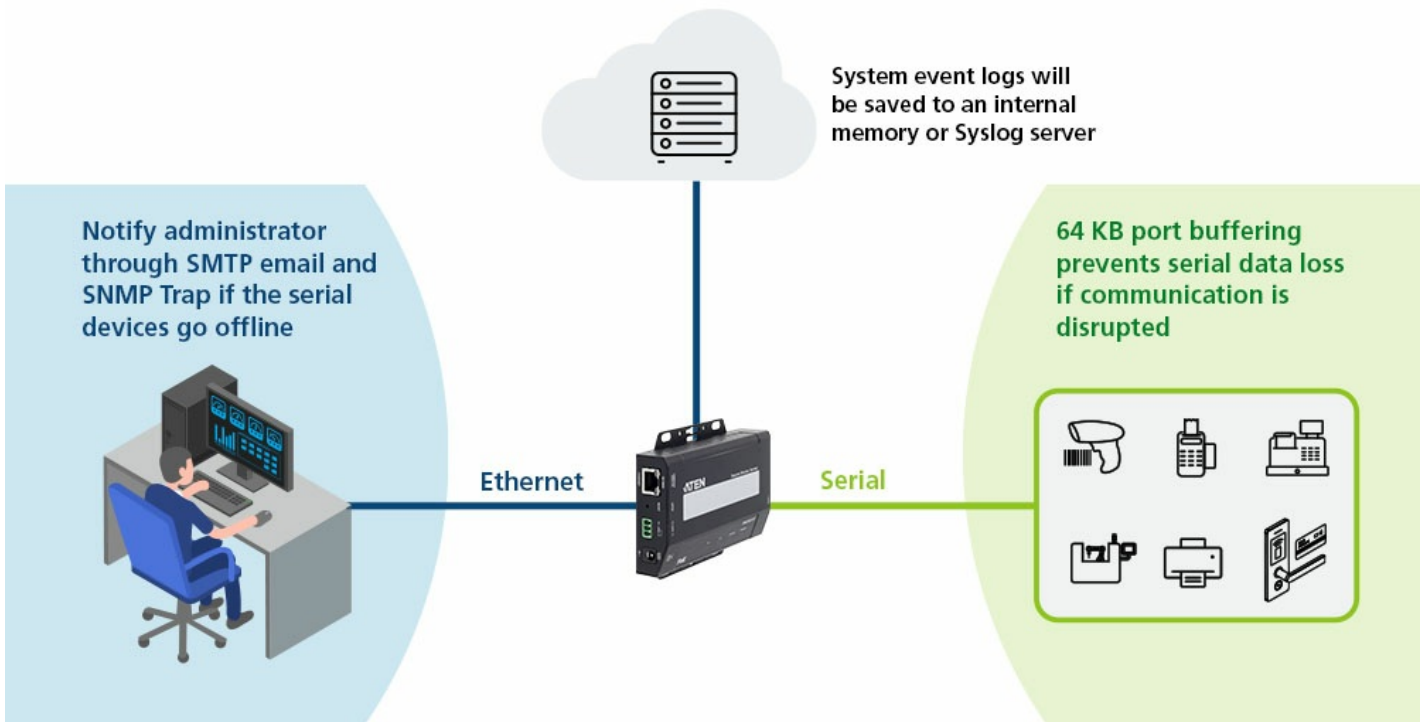 System event logs will
be saved to an internal
memory or Syslog server
Notify administrator
through SMTP email and
SNMP Trap if the serial
devices go offline
64 KB port buffering
prevents serial data loss
if communication is
disrupted
Ethernet
Serial
ATEN